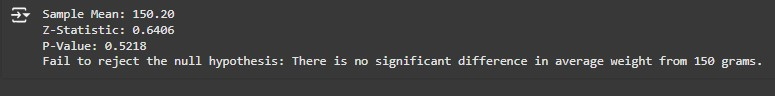 Sample Mean: 150.20
Z-Statistic: 0.6406
P-Value: 0.5218
Fail to reject the null hypothesis: There is no significant difference in average weight from 150 grams.